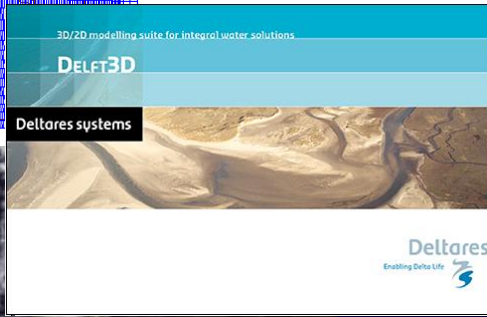 3D/2D modelling suite for integral water solutions
DELFT3D
Deltares systems
Deltares
Enabling Delta Life